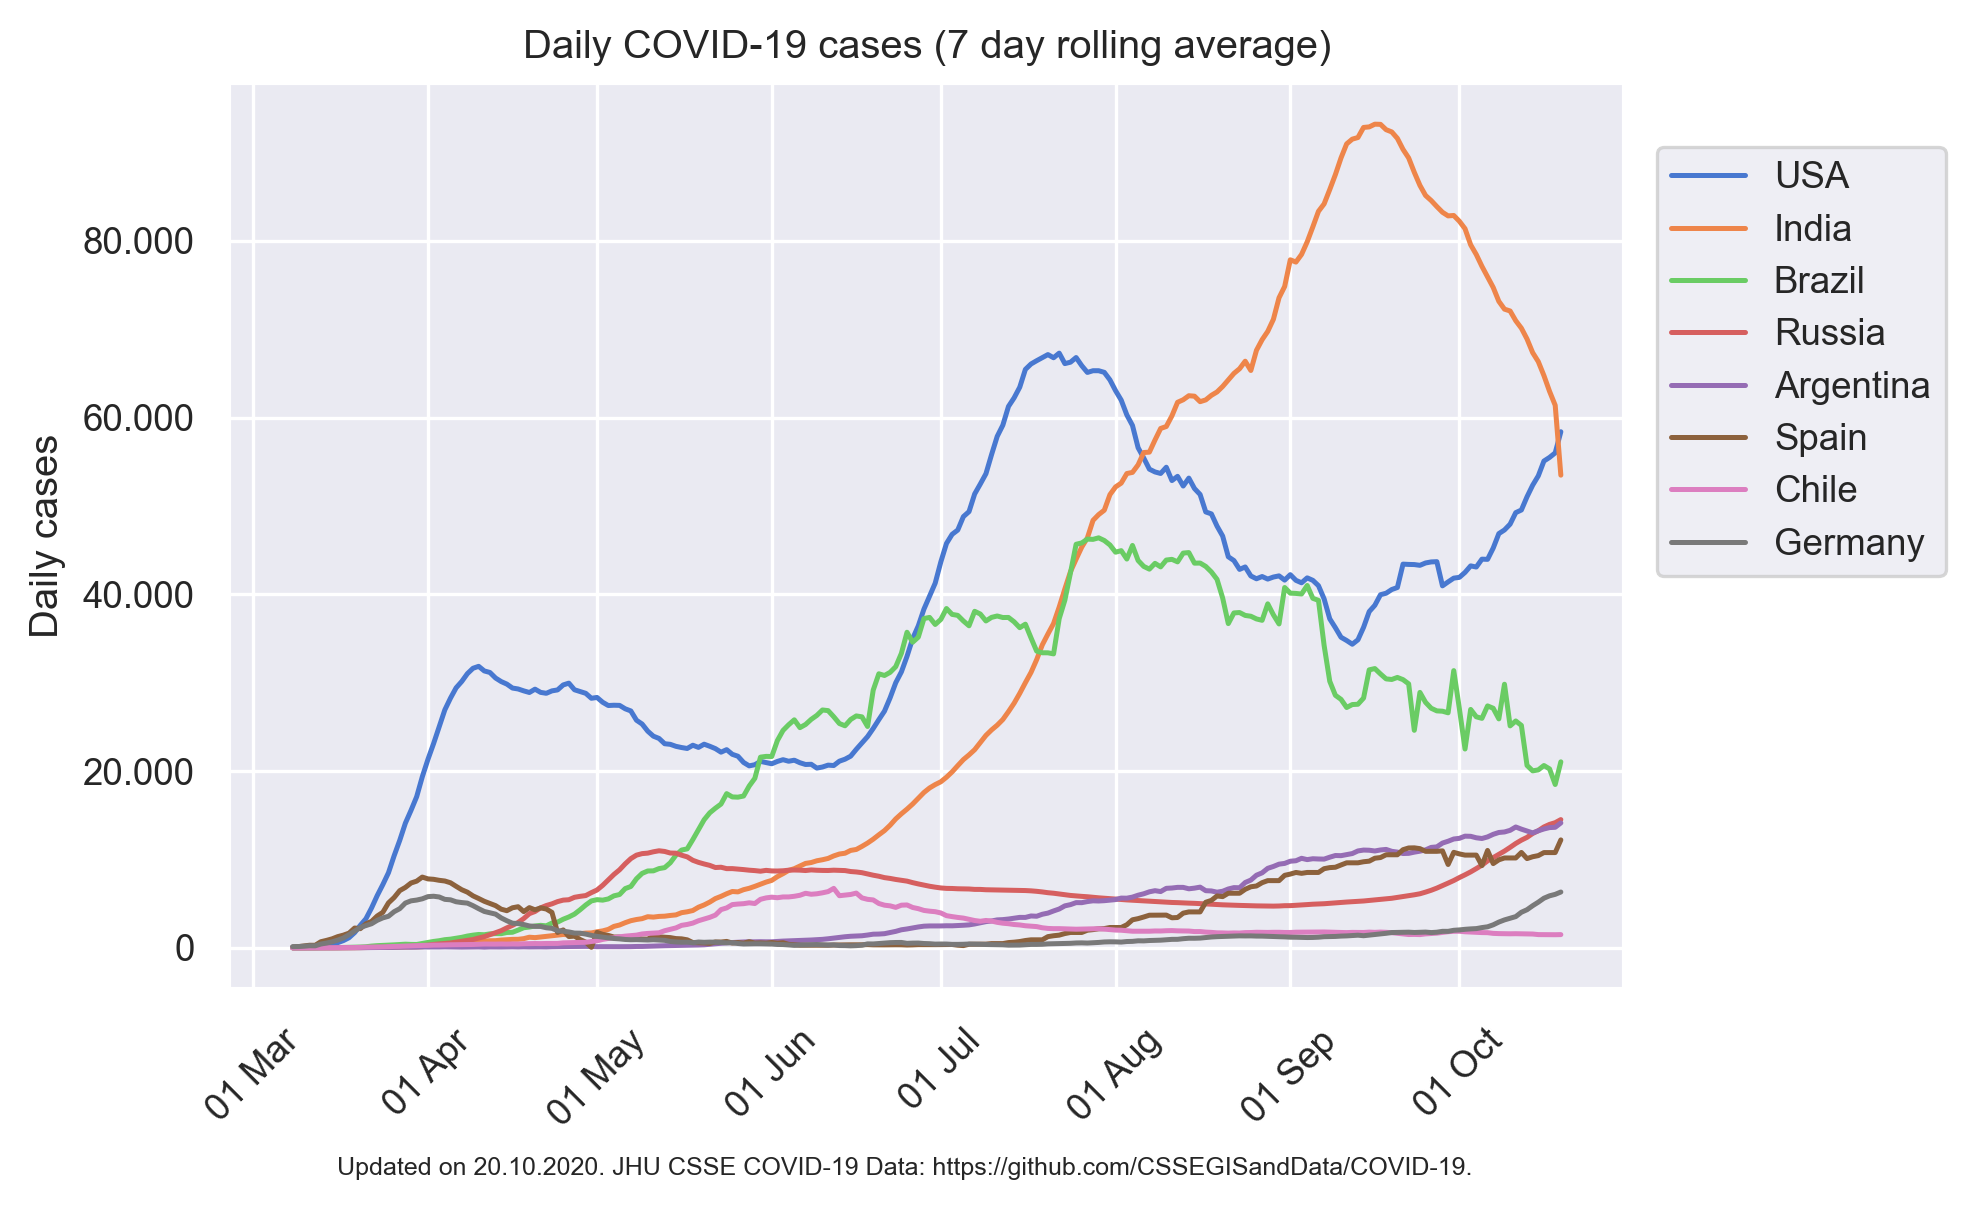 Daily COVID-19 cases (7 day rolling average)
Daily cases
80.000
60.000
40.000
20.000
0
01 Mar
01 Apr
01 May
01 Jun
01 Jul
01 Aug
01 Sep
01 Oct
USA
India
Brazil
Russia
Argentina
Spain
Chile
Germany
Updated on 20.10.2020. JHU CSSE COVID-19 Data: https://github.com/CSSEGISandData/COVID-19.